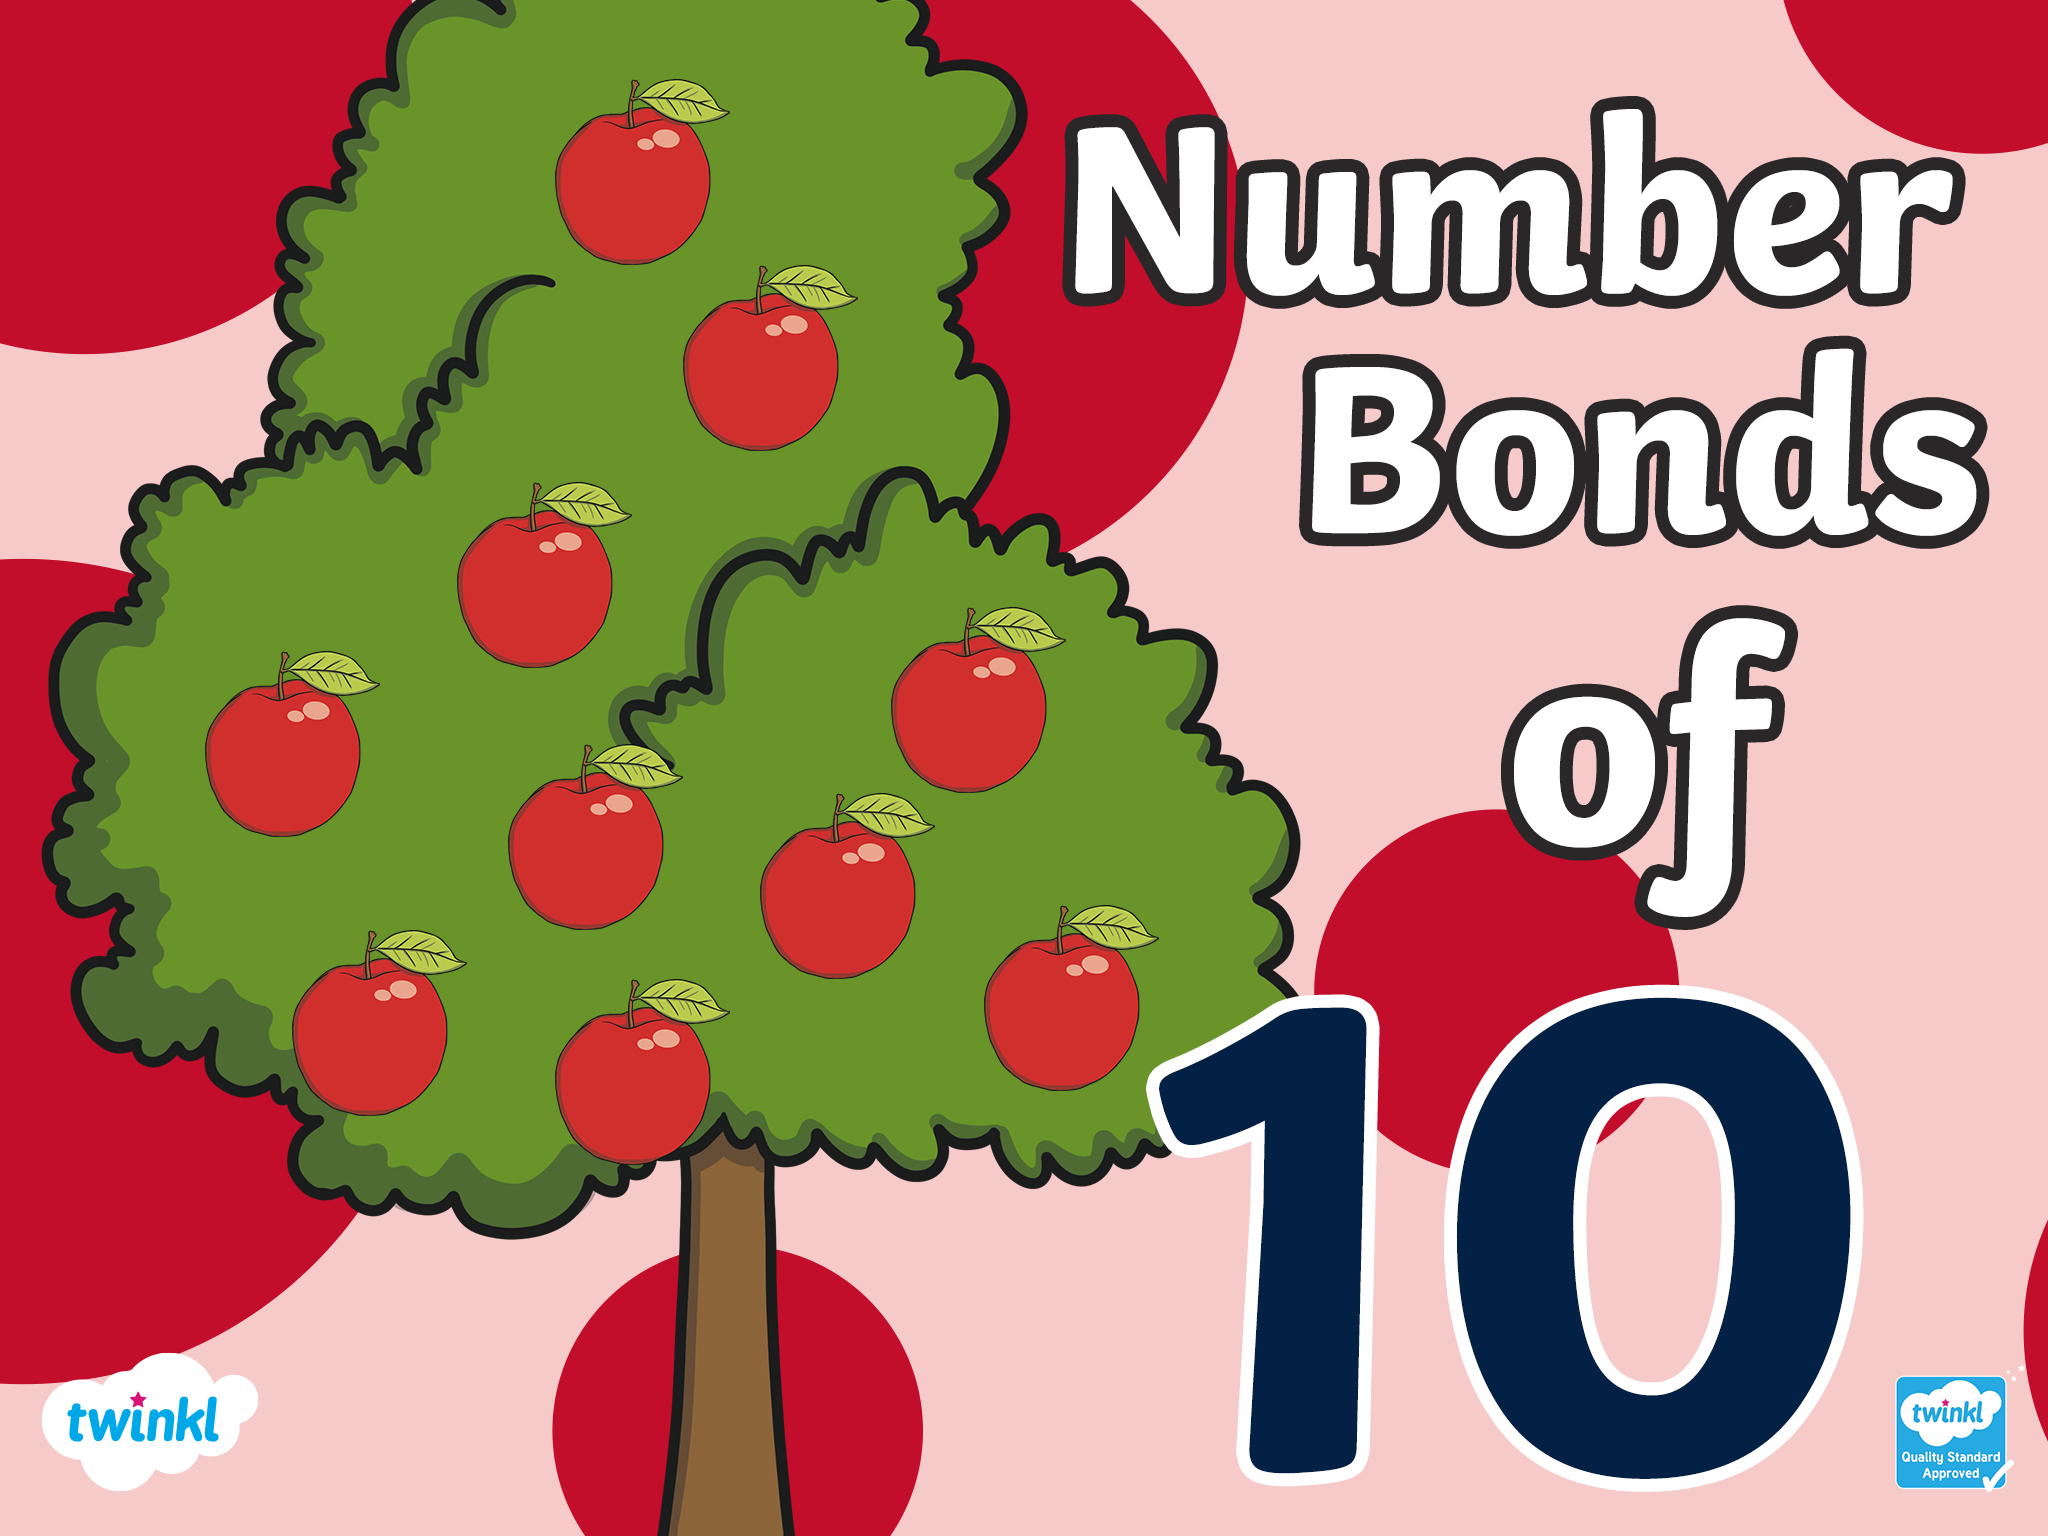 Number
Bonds
of
10
twinkl
twinkl
Quality Standard
Approved